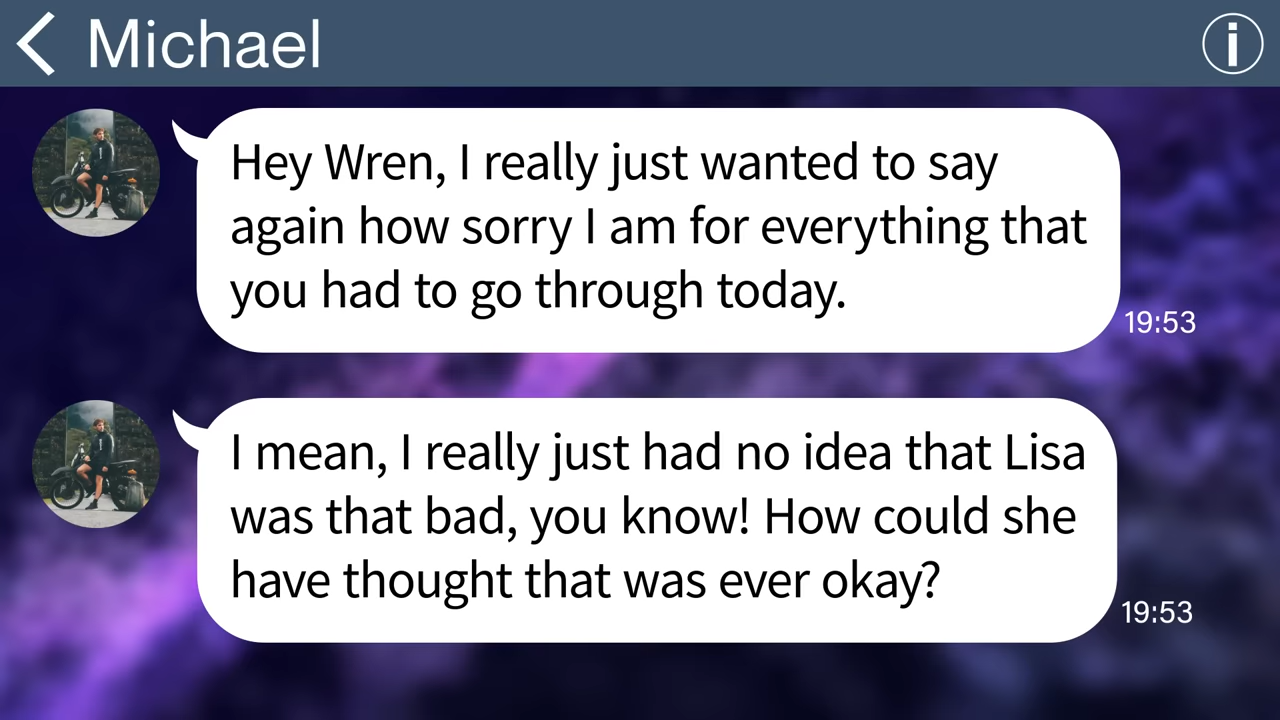 Michael
Hey Wren, I really just wanted to say
again how sorry I am for everything that
you had to go through today.
19:53
I mean, I really just had no idea that Lisa
was that bad, you know! How could she
have thought that was ever okay?
19:53